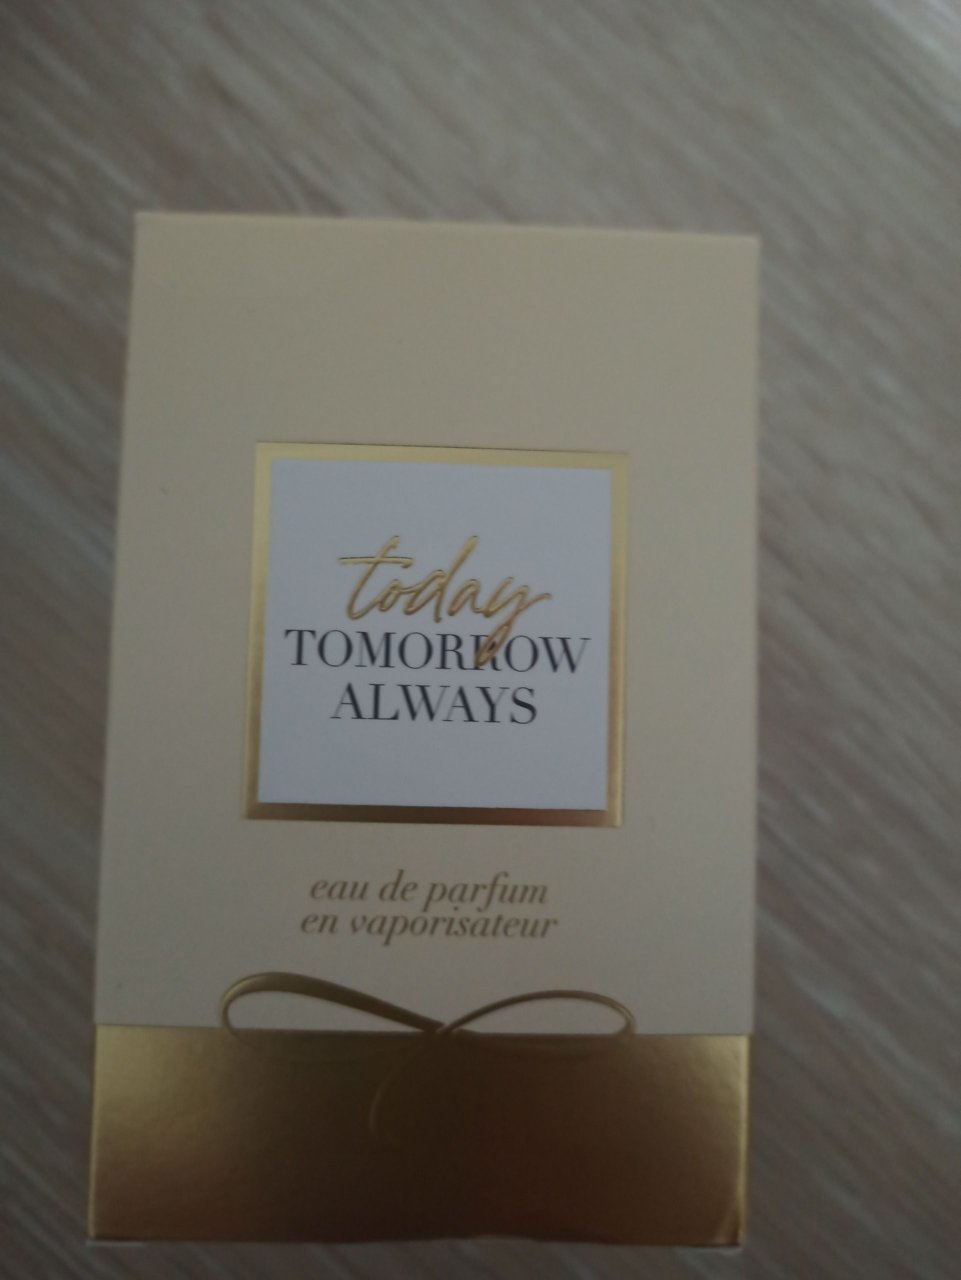 today
TOMORROW
ALWAYS
eau de parfum
en vaporisateur